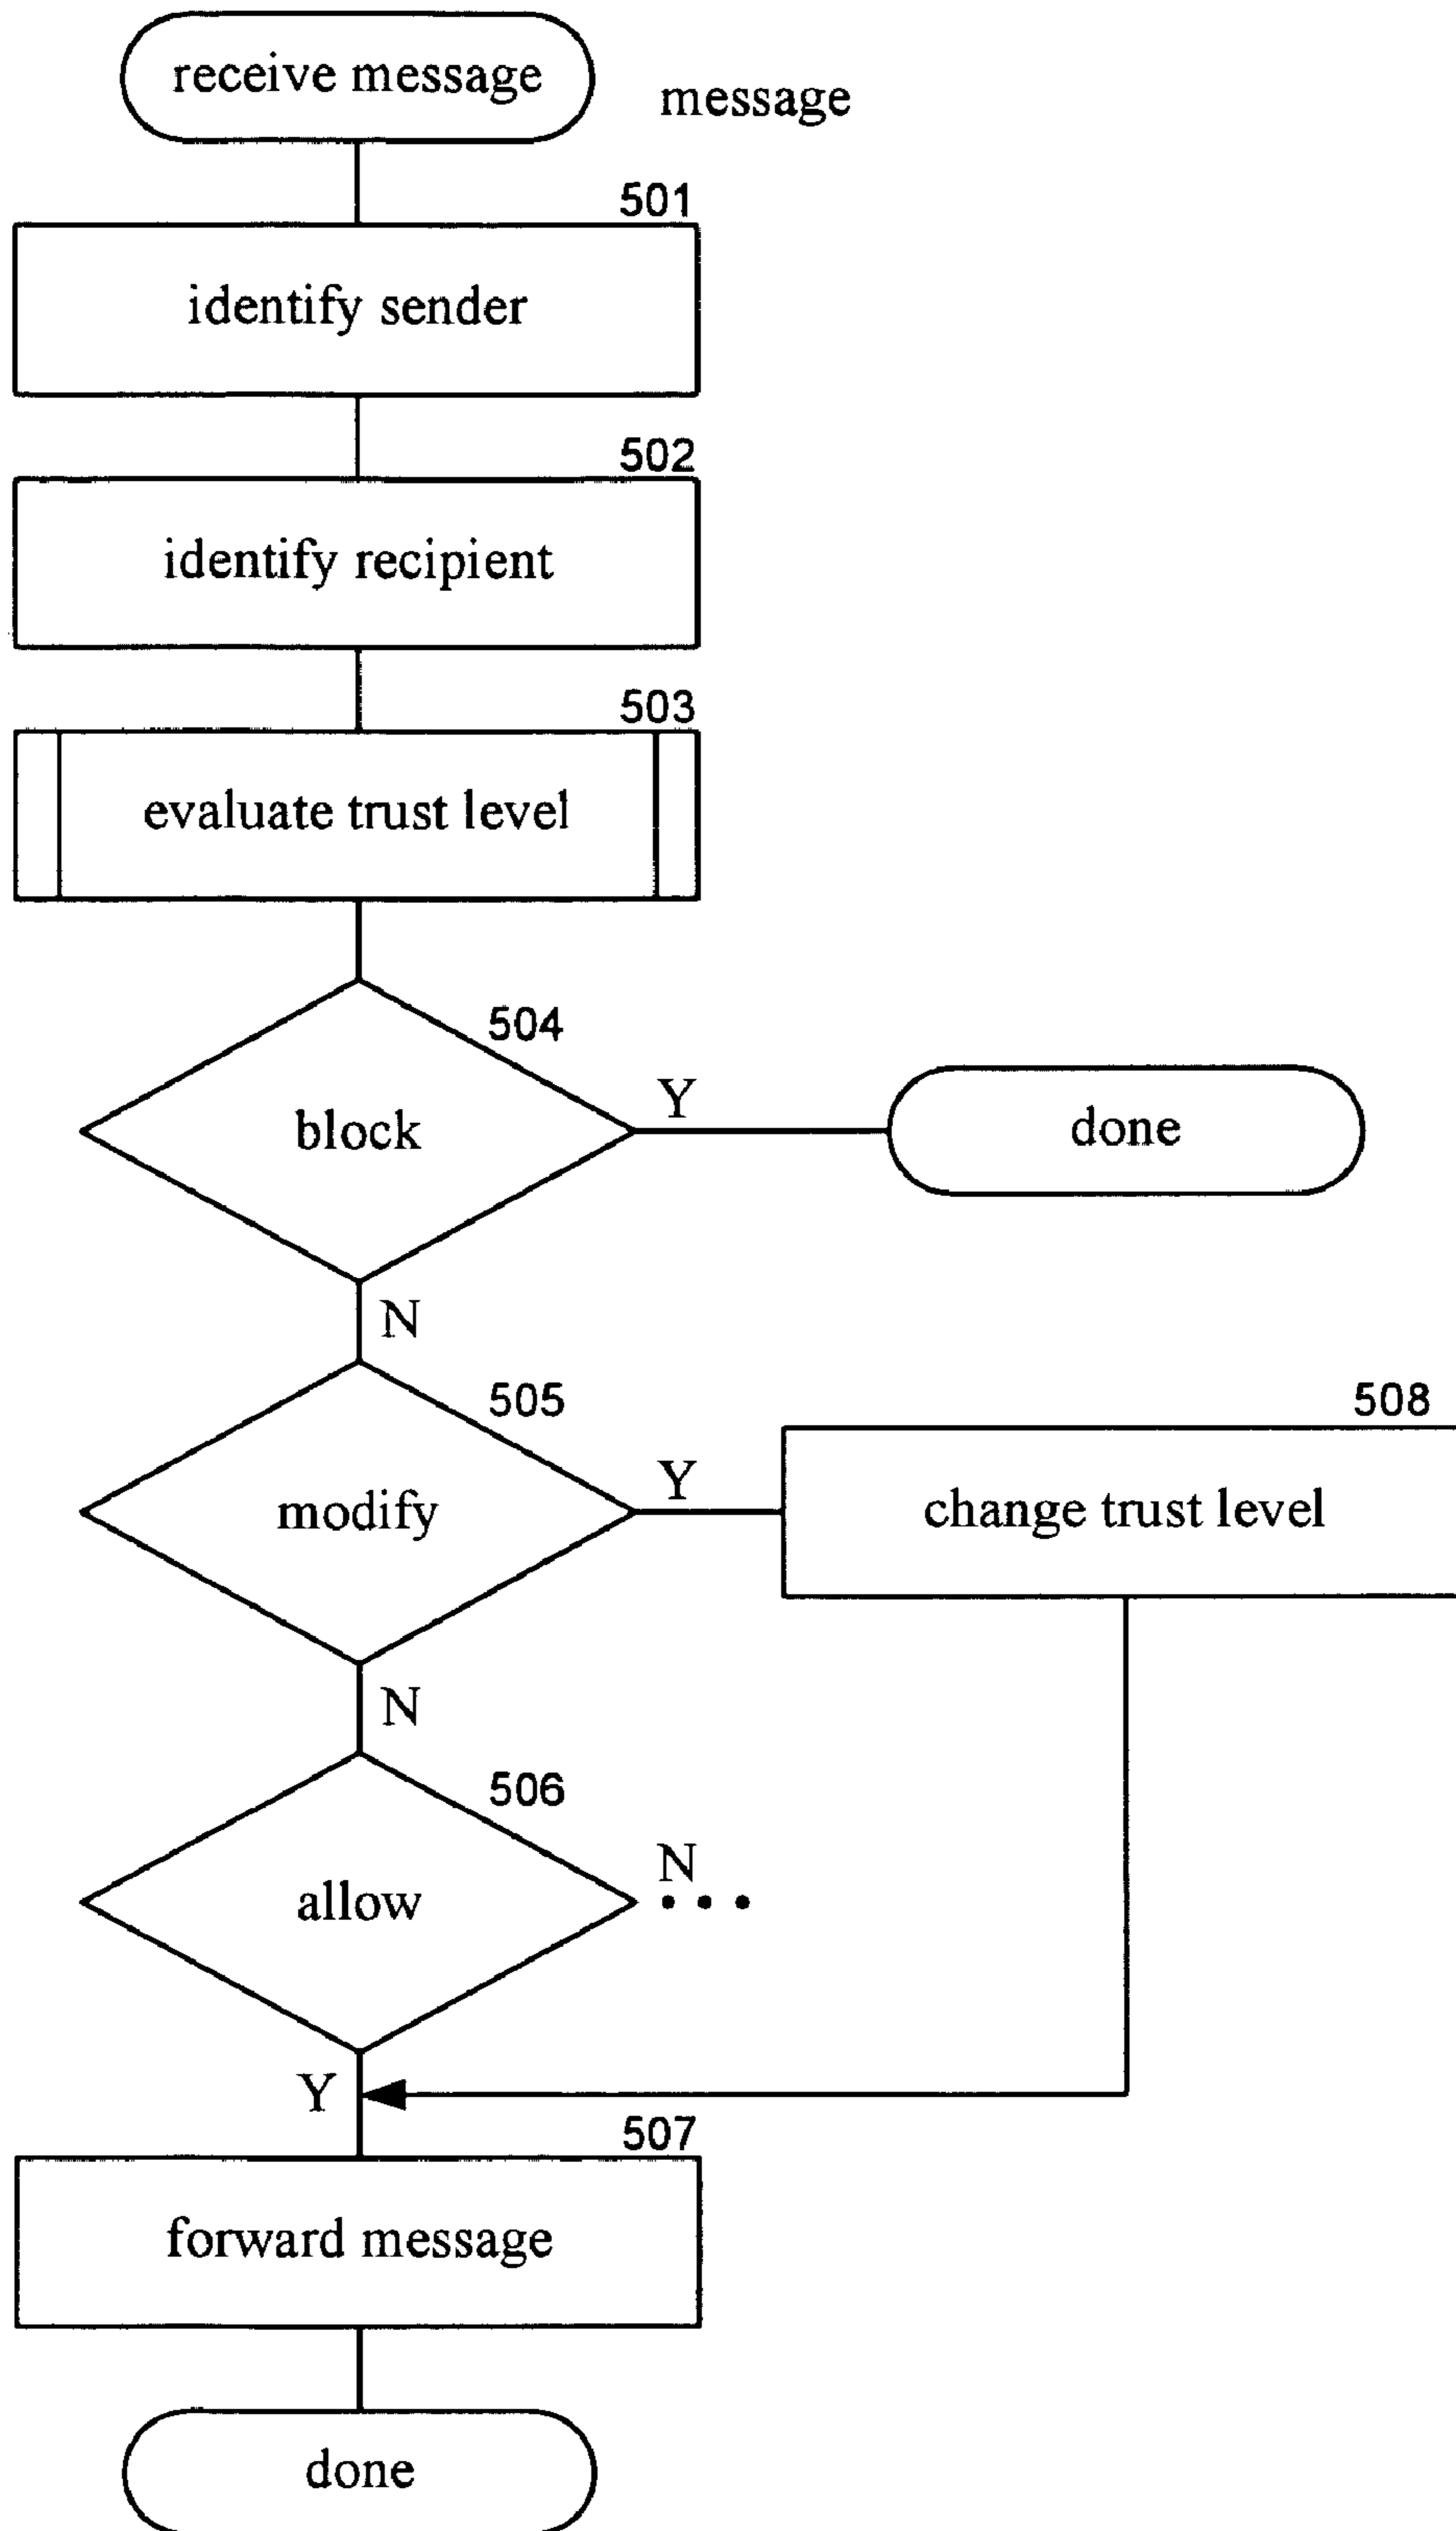 receive message
message
501
identify sender
502
identify recipient
503
evaluate trust level
504
block
Y
done
N
505
modify
Y
508
change trust level
N
506
allow
N
Y
507
forward message
done